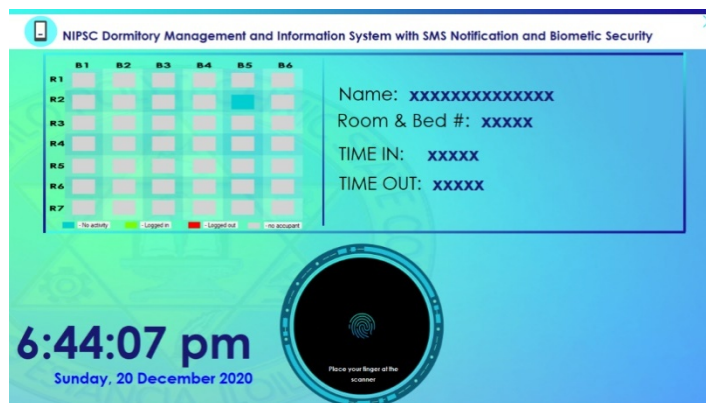 NIPSC Dormitory Management and Information System with SMS Notification and Biometic Security
B1 B2 B3 B4 B5 B6
R1
R2
R3
R4
R5
R6
R7
- No activity - Logged in - Logged out - no accupant
Name: xxxxxxxxxxxxxx
Room & Bed #: xxxxx
TIME IN: xxxxx
TIME OUT: xxxxx
6:44:07 pm
Sunday, 20 December 2020
Place your finger at the
scanner